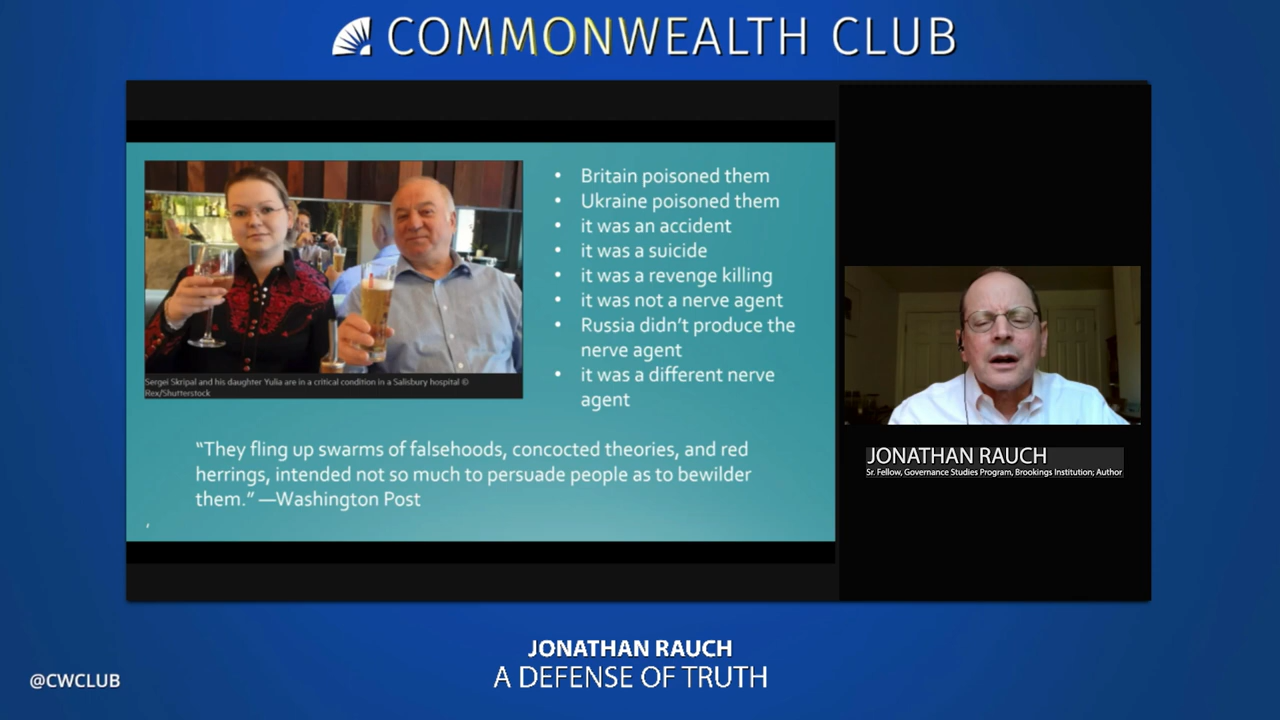 COMMONWEALTH CLUB
Sergei Skripal and his daughter Yulia are in a critical condition in a Salisbury hospital ©
Rex/Shutterstock
• Britain poisoned them
• Ukraine poisoned them
• it was an accident
• it was a suicide
• it was a revenge killing
• it was not a nerve agent
• Russia didn’t produce the
nerve agent
• it was a different nerve
agent
“They fling up swarms of falsehoods, concocted theories, and red
herrings, intended not so much to persuade people as to bewilder
them.” —Washington Post
JONATHAN RAUCH
Sr. Fellow, Governance Studies Program, Brookings Institution; Author
JONATHAN RAUCH
A DEFENSE OF TRUTH
@CWCLUB